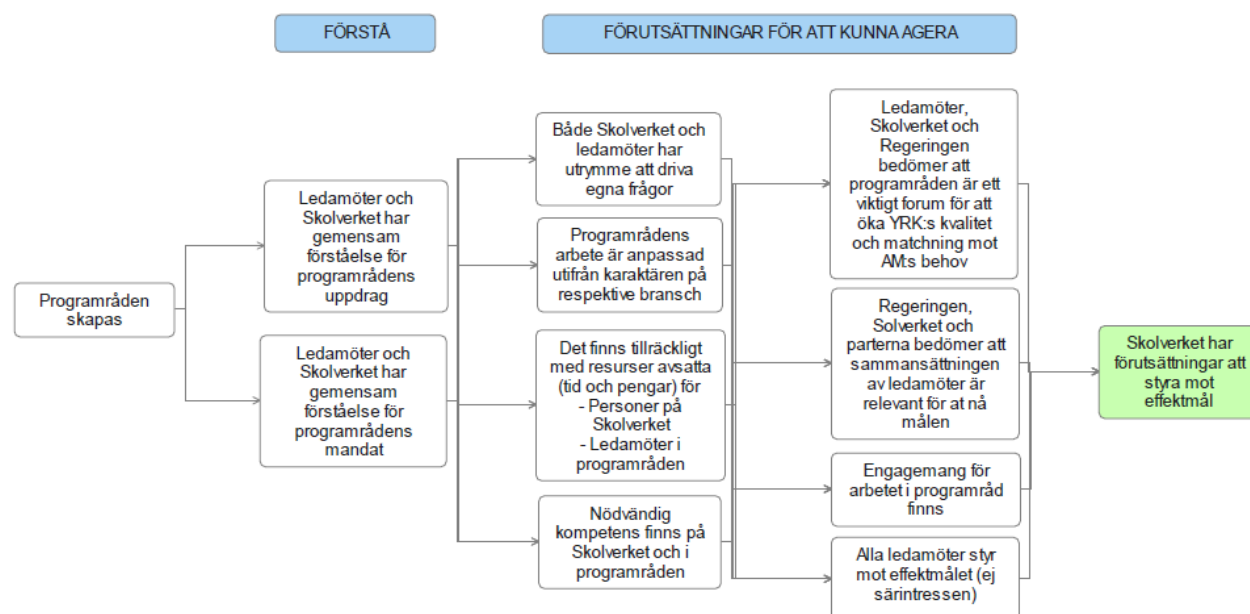 FÖRSTÅ
FÖRUTSÄTTNINGAR FÖR ATT KUNNA AGERA
Programråden
skapas
Ledamöter och
Skolverket har
gemensam
förståelse för
programrådens
uppdrag
Ledamöter och
Skolverket har
gemensam
förståelse för
programrådens
mandat
Både Skolverket och
ledamöter har
utrymme att driva
egna frågor
Programrådens
arbete är anpassad
utifrån karaktären på
respektive bransch
Det finns tillräckligt
med resurser avsatta
(tid och pengar) för
- Personer på
Skolverket
- Ledamöter i
programråden
Nödvändig
kompetens finns på
Skolverket och i
programråden
Ledamöter,
Skolverket och
Regeringen
bedömer att
programråden är ett
viktigt forum för att
öka YRK:s kvalitet
och matchning mot
AM:s behov
Regeringen,
Solverket och
parterna bedömer att
sammansättningen
av ledamöter är
relevant för at nå
målen
Engagemang för
arbetet i programråd
finns
Alla ledamöter styr
mot effektmålet (ej
särintressen)
Skolverket har
förutsättningar att
styra mot
effektmål